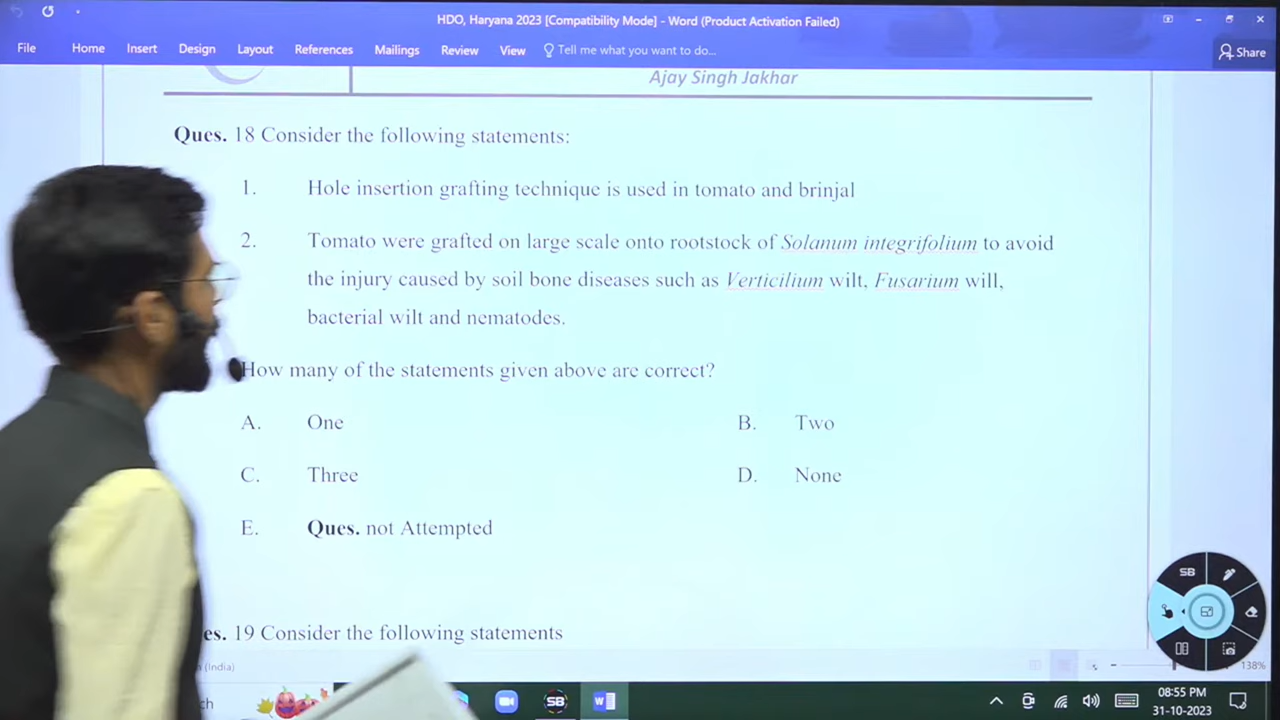 HDO, Haryana 2023 [Compatibility Mode] - Word (Product Activation Failed)
File Home Insert Design Layout References Mailings Review View Tell me what you want to do... Share
Ajay Singh Jakhar
Ques. 18 Consider the following statements:
1. Hole insertion grafting technique is used in tomato and brinjal
2. Tomato were grafted on large scale onto rootstock of Solanum integrifolium to avoid
the injury caused by soil bone diseases such as Verticilium wilt, Fusarium will,
bacterial wilt and nematodes.
How many of the statements given above are correct?
A. One B. Two
C. Three D. None
E. Ques. not Attempted
SB
es. 19 Consider the following statements
(India) 138%
ch SB W 08:55 PM
31-10-2023